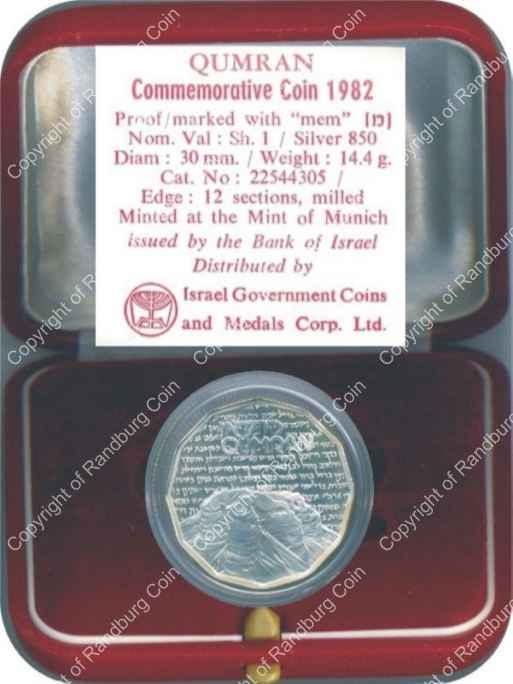 QUMRAN
Commemorative Coin 1982
Proof/marked with "mem" [מ]
Nom. Val : Sh. 1 / Silver 850
Diam : 30 mm. / Weight : 14.4 g.
Cat. No : 22544305 /
Edge : 12 sections, milled
Minted at the Mint of Munich
issued by the Bank of Israel
Distributed by
Israel Government Coins
and Medals Corp. Ltd.
QUMRAN
Copyright of Randburg Coin